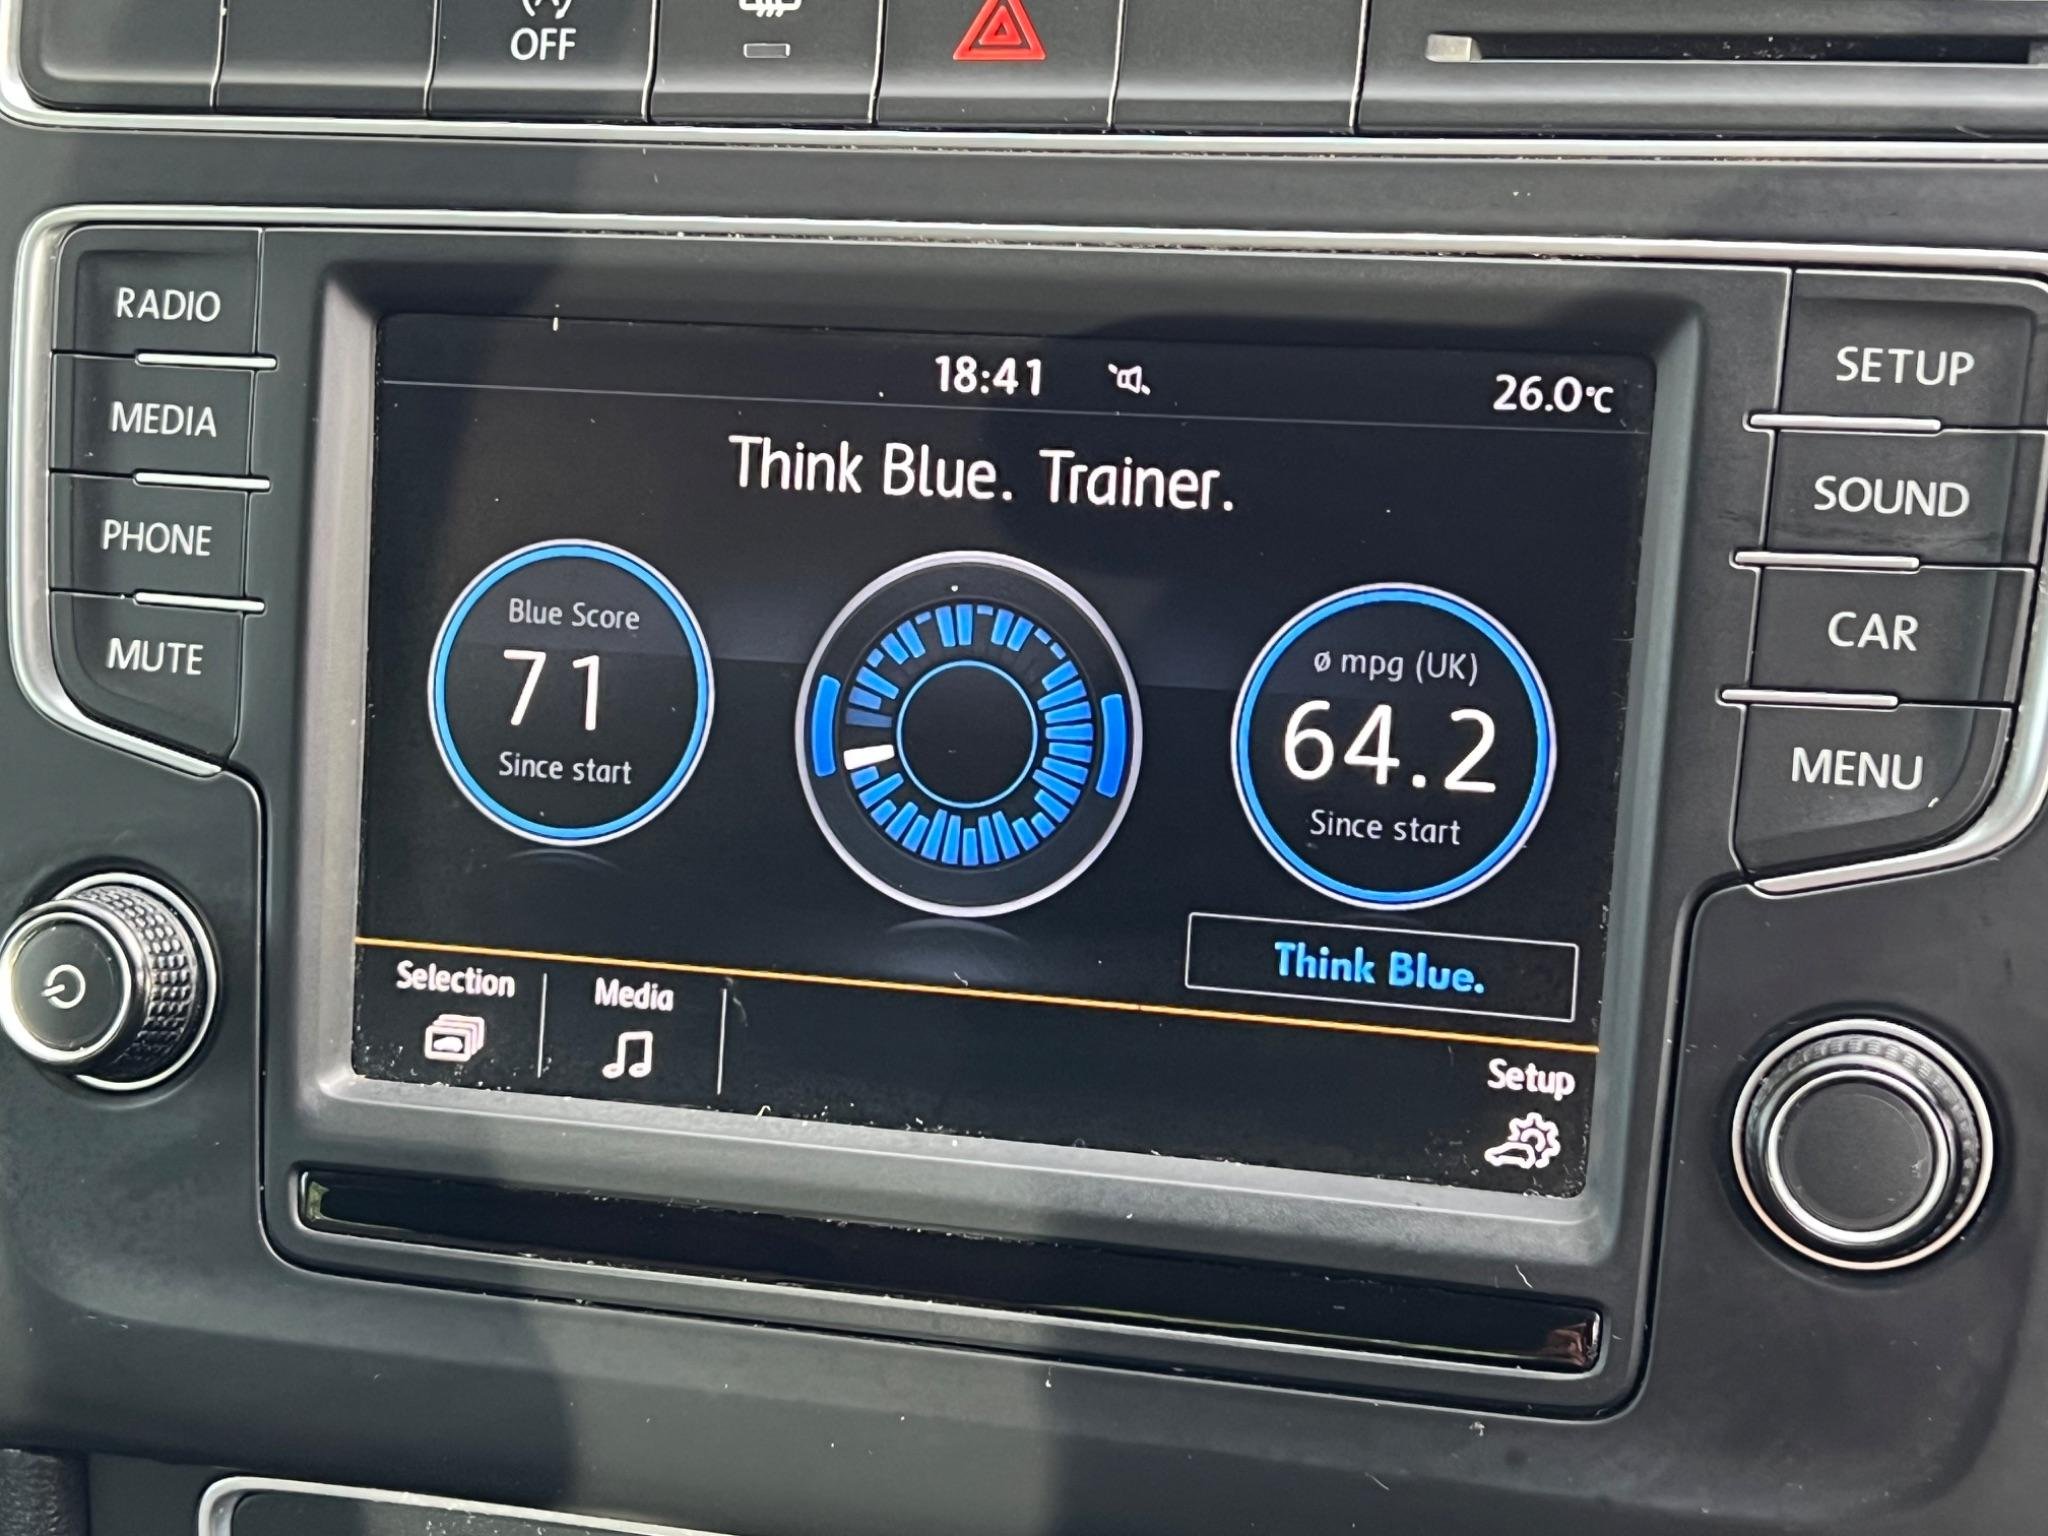 OFF
RADIO
MEDIA
PHONE
MUTE
18:41
26.0°C
Think Blue. Trainer.
Blue Score
71
Since start
ø mpg (UK)
64.2
Since start
Think Blue.
Selection
Media
Setup
SETUP
SOUND
CAR
MENU